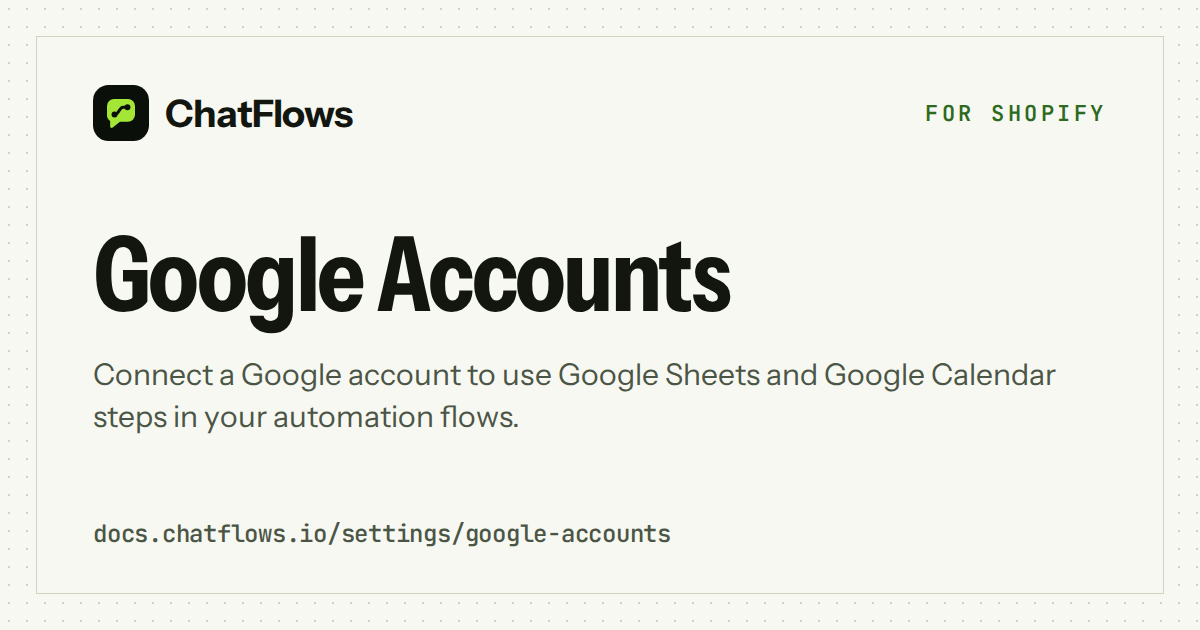 ChatFlows
FOR SHOPIFY
Google Accounts
Connect a Google account to use Google Sheets and Google Calendar
steps in your automation flows.
docs.chatflows.io/settings/google-accounts